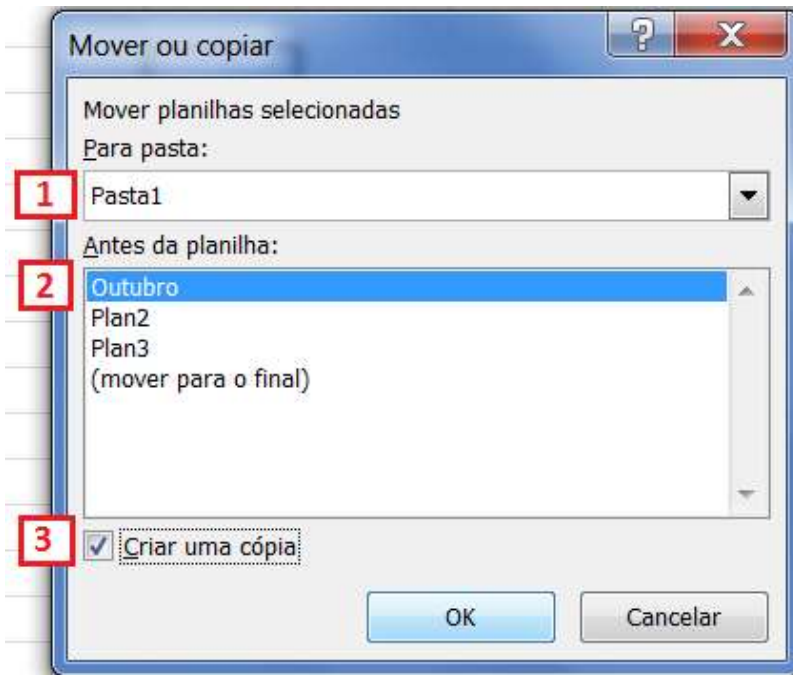 Mover ou copiar
Mover planilhas selecionadas
Para pasta:
1
Pasta1
Antes da planilha:
2
Outubro
Plan2
Plan3
(mover para o final)
3
Criar uma cópia
OK
Cancelar